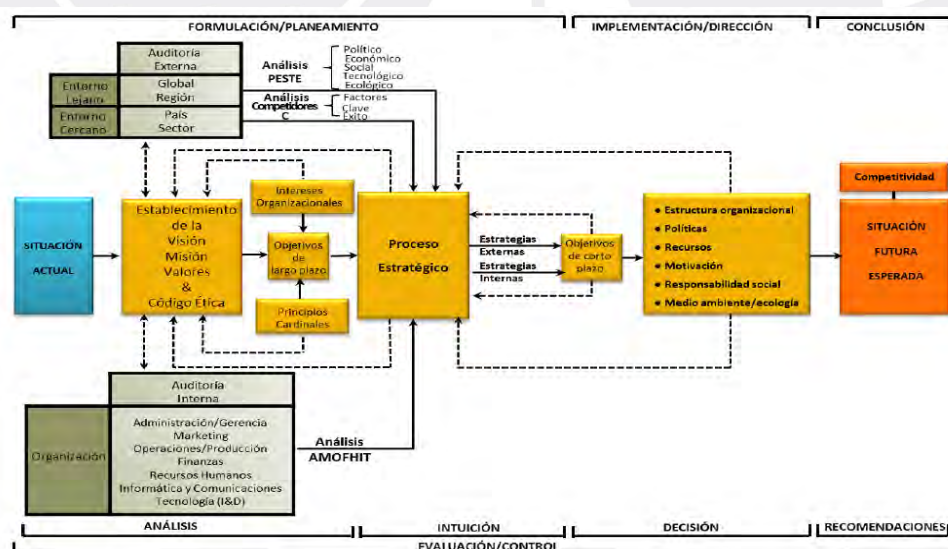 FORMULACIÓN/PLANEAMIENTO
IMPLEMENTACIÓN/DIRECCIÓN
CONCLUSIÓN
Auditoría
Externa
Entorno
Lejano
Global
Región
Entorno
Cercano
País
Sector
Análisis
PESTE
Político
Económico
Social
Tecnológico
Ecológico
Análisis
Competidores
C
Factores
Clave
Éxito
SITUACIÓN
ACTUAL
Establecimiento
de la
Visión
Misión
Valores
&
Código Ética
Intereses
Organizacionales
Objetivos
de
largo plazo
Principios
Cardinales
Proceso
Estratégico
Estrategias
Externas
Estrategias
Internas
Objetivos
de corto
plazo
• Estructura organizacional
• Políticas
• Recursos
• Motivación
• Responsabilidad social
• Medio ambiente/ecología
Competitividad
SITUACIÓN
FUTURA
ESPERADA
Auditoría
Interna
Organización
Administración/Gerencia
Marketing
Operaciones/Producción
Finanzas
Recursos Humanos
Informática y Comunicaciones
Tecnología (I&D)
Análisis
AMOFHIT
ANÁLISIS
INTUICIÓN
DECISIÓN
RECOMENDACIONES
EVALUACIÓN/CONTROL